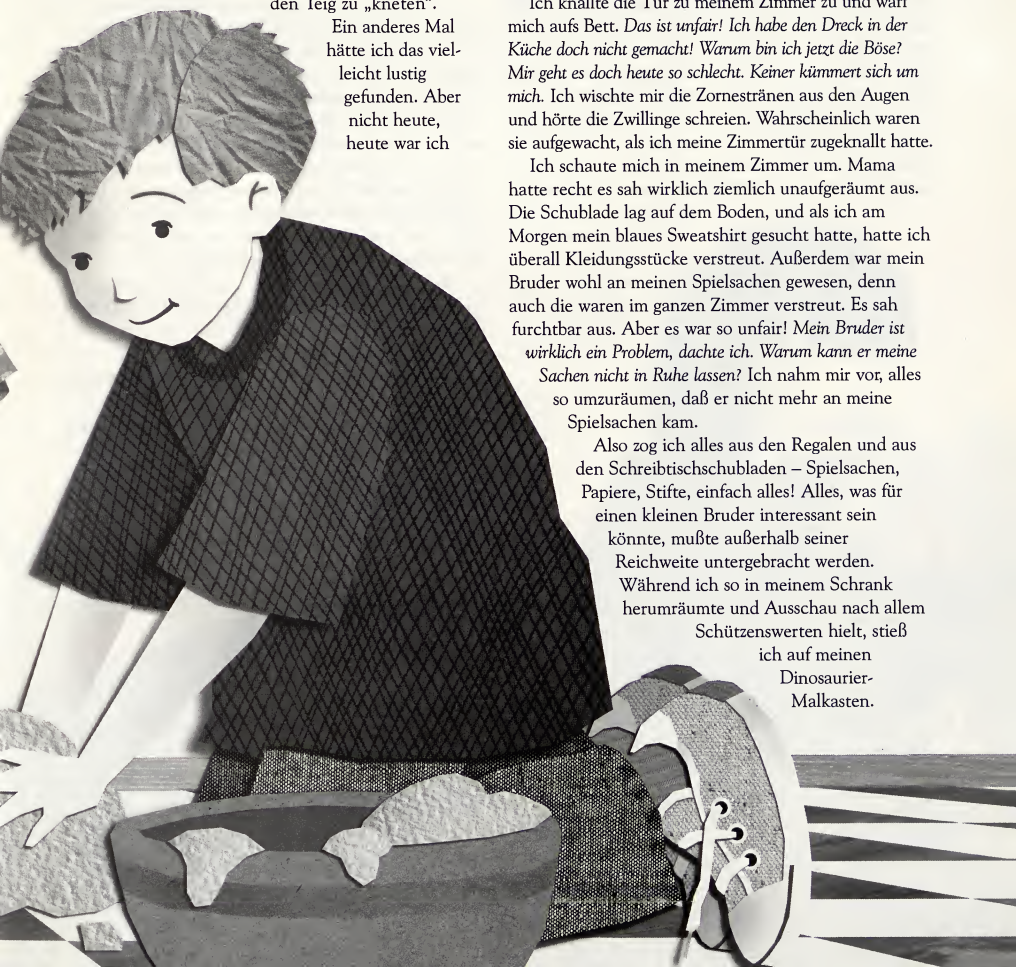 den Teig zu „kneten“.
Ein anderes Mal
hätte ich das viel-
leicht lustig
gefunden. Aber
nicht heute,
heute war ich
Ich knallte die Tür zu meinem Zimmer zu und warf
mich aufs Bett. Das ist unfair! Ich habe den Dreck in der
Küche doch nicht gemacht! Warum bin ich jetzt die Böse?
Mir geht es doch heute so schlecht. Keiner kümmert sich um
mich. Ich wischte mir die Zornestränen aus den Augen
und hörte die Zwillinge schreien. Wahrscheinlich waren
sie aufgewacht, als ich meine Zimmertür zugeknallt hatte.
Ich schaute mich in meinem Zimmer um. Mama
hatte recht es sah wirklich ziemlich unaufgeräumt aus.
Die Schublade lag auf dem Boden, und als ich am
Morgen mein blaues Sweatshirt gesucht hatte, hatte ich
überall Kleidungsstücke verstreut. Außerdem war mein
Bruder wohl an meinen Spielsachen gewesen, denn
auch die waren im ganzen Zimmer verstreut. Es sah
furchtbar aus. Aber es war so unfair! Mein Bruder ist
wirklich ein Problem, dachte ich. Warum kann er meine
Sachen nicht in Ruhe lassen? Ich nahm mir vor, alles
so umzuräumen, daß er nicht mehr an meine
Spielsachen kam.
Also zog ich alles aus den Regalen und aus
den Schreibtischschubladen – Spielsachen,
Papiere, Stifte, einfach alles! Alles, was für
einen kleinen Bruder interessant sein
könnte, mußte außerhalb seiner
Reichweite untergebracht werden.
Während ich so in meinem Schrank
herumräumte und Ausschau nach allem
Schützenswerten hielt, stieß
ich auf meinen
Dinosaurier-
Malkasten.